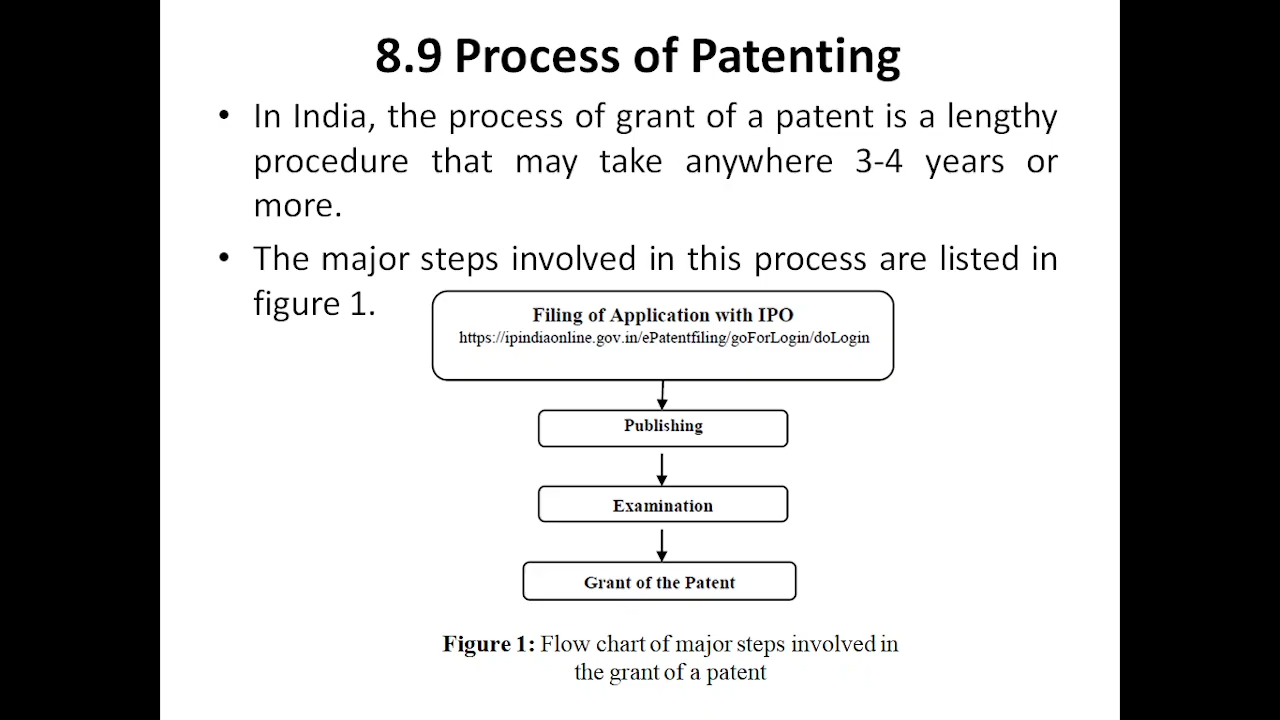 8.9 Process of Patenting
• In India, the process of grant of a patent is a lengthy
procedure that may take anywhere 3-4 years or
more.
• The major steps involved in this process are listed in
figure 1.
Filing of Application with IPO
https://ipindiaonline.gov.in/ePatentfiling/goForLogin/doLogin
Publishing
Examination
Grant of the Patent
Figure 1: Flow chart of major steps involved in
the grant of a patent